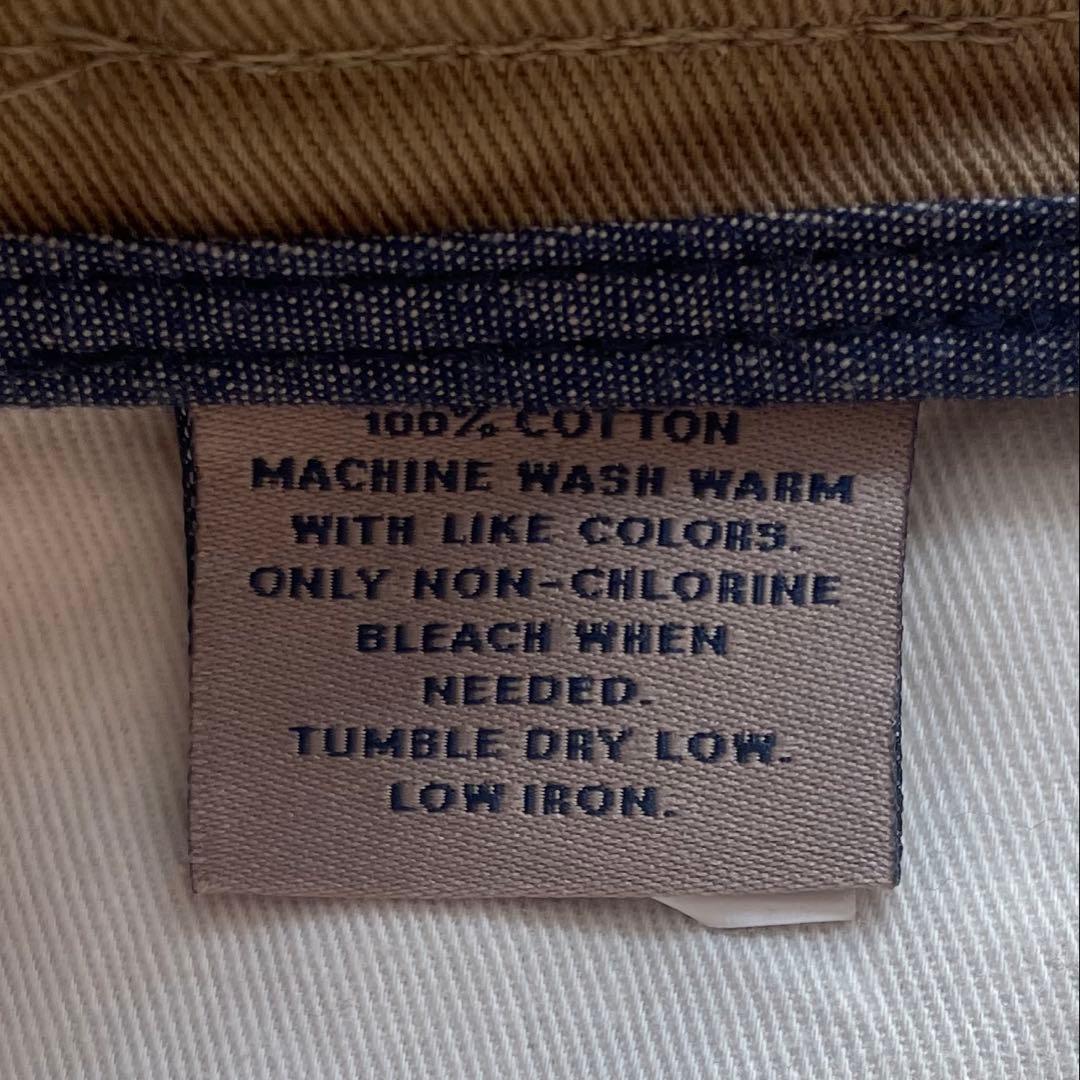 100% COTTON
MACHINE WASH WARM
WITH LIKE COLORS.
ONLY NON-CHLORINE
BLEACH WHEN
NEEDED.
TUMBLE DRY LOW.
LOW IRON.